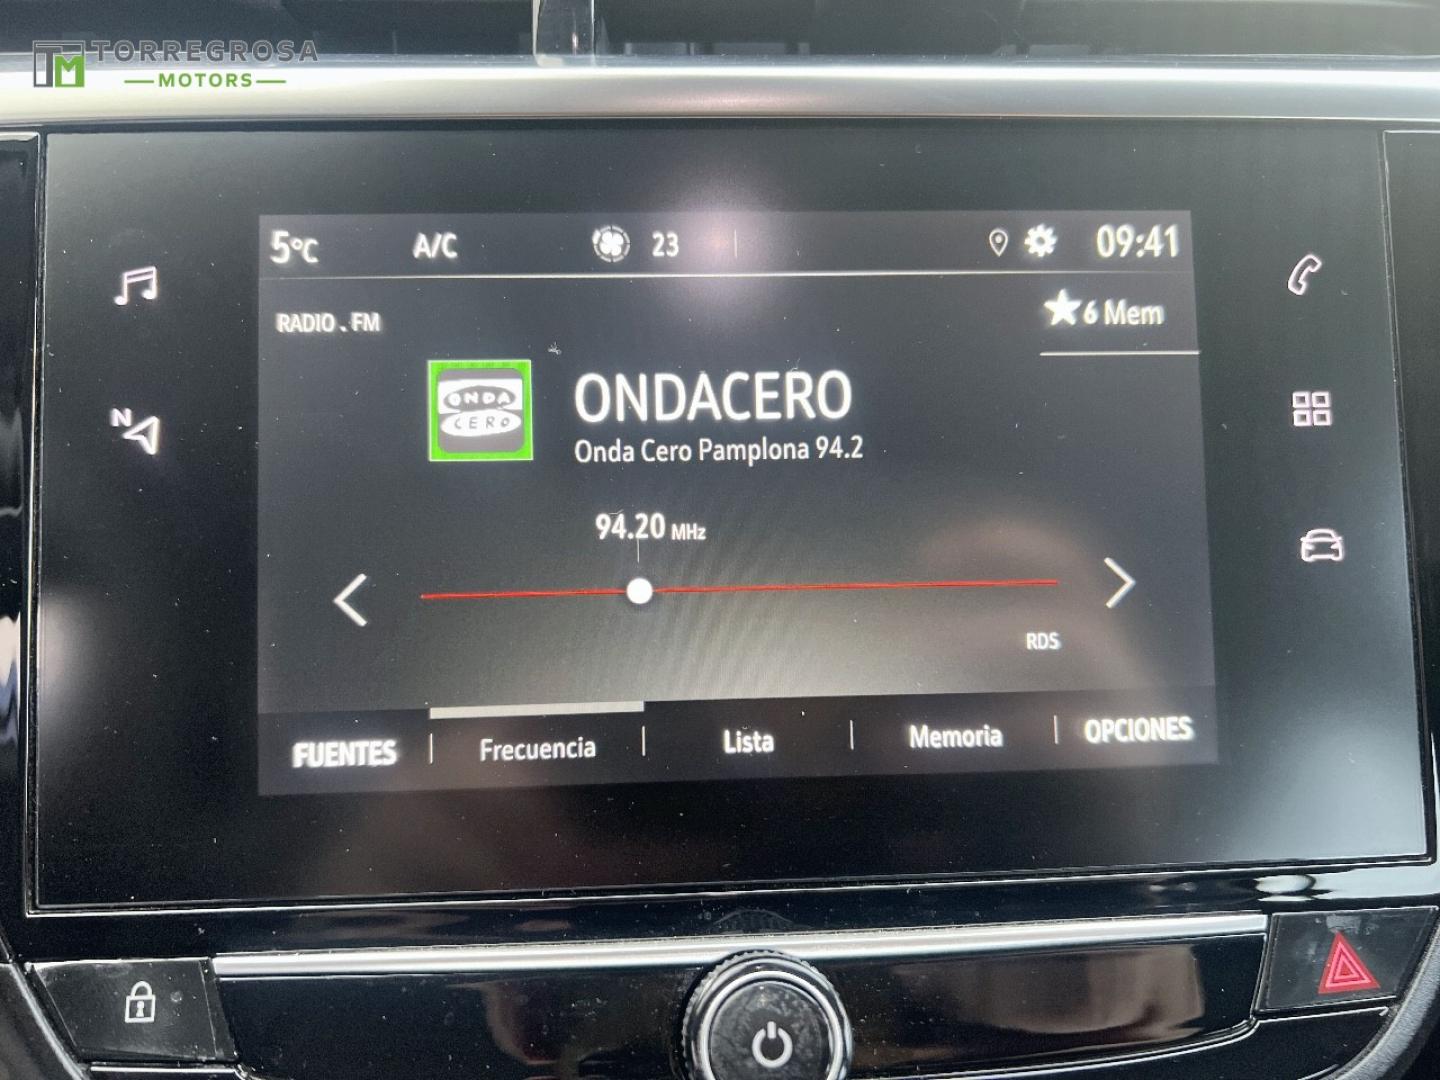 TORREGROSA
MOTORS
5°C A/C 23 09:41
RADIO . FM
6 Mem
ONDA
CERO
ONDACERO
Onda Cero Pamplona 94.2
N
94.20 MHz
RDS
FUENTES Frecuencia Lista Memoria OPCIONES